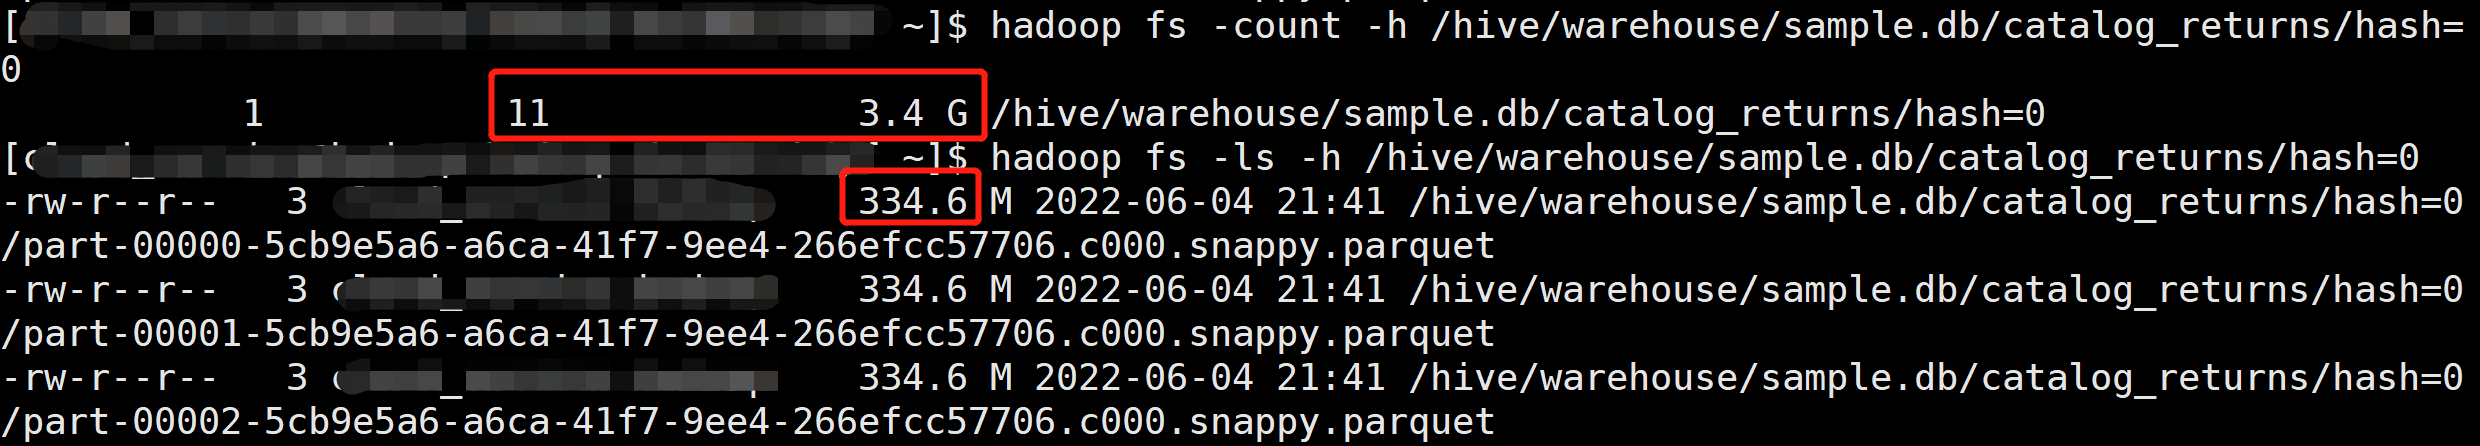 [ ~]$ hadoop fs -count -h /hive/warehouse/sample.db/catalog_returns/hash=
0
1 11 3.4 G /hive/warehouse/sample.db/catalog_returns/hash=0
[ ~]$ hadoop fs -ls -h /hive/warehouse/sample.db/catalog_returns/hash=0
-rw-r--r-- 3 334.6 M 2022-06-04 21:41 /hive/warehouse/sample.db/catalog_returns/hash=0
/part-00000-5cb9e5a6-a6ca-41f7-9ee4-266efcc57706.c000.snappy.parquet
-rw-r--r-- 3 334.6 M 2022-06-04 21:41 /hive/warehouse/sample.db/catalog_returns/hash=0
/part-00001-5cb9e5a6-a6ca-41f7-9ee4-266efcc57706.c000.snappy.parquet
-rw-r--r-- 3 334.6 M 2022-06-04 21:41 /hive/warehouse/sample.db/catalog_returns/hash=0
/part-00002-5cb9e5a6-a6ca-41f7-9ee4-266efcc57706.c000.snappy.parquet